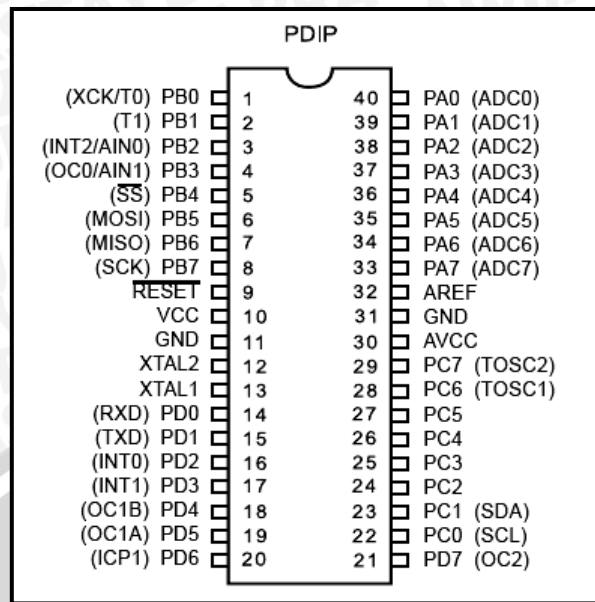 PDIP
(XCK/T0) PB0 1 40 PA0 (ADC0)
(T1) PB1 2 39 PA1 (ADC1)
(INT2/AIN0) PB2 3 38 PA2 (ADC2)
(OC0/AIN1) PB3 4 37 PA3 (ADC3)
(SS) PB4 5 36 PA4 (ADC4)
(MOSI) PB5 6 35 PA5 (ADC5)
(MISO) PB6 7 34 PA6 (ADC6)
(SCK) PB7 8 33 PA7 (ADC7)
RESET 9 32 AREF
VCC 10 31 GND
GND 11 30 AVCC
XTAL2 12 29 PC7 (TOSC2)
XTAL1 13 28 PC6 (TOSC1)
(RXD) PD0 14 27 PC5
(TXD) PD1 15 26 PC4
(INT0) PD2 16 25 PC3
(INT1) PD3 17 24 PC2
(OC1B) PD4 18 23 PC1 (SDA)
(OC1A) PD5 19 22 PC0 (SCL)
(ICP1) PD6 20 21 PD7 (OC2)